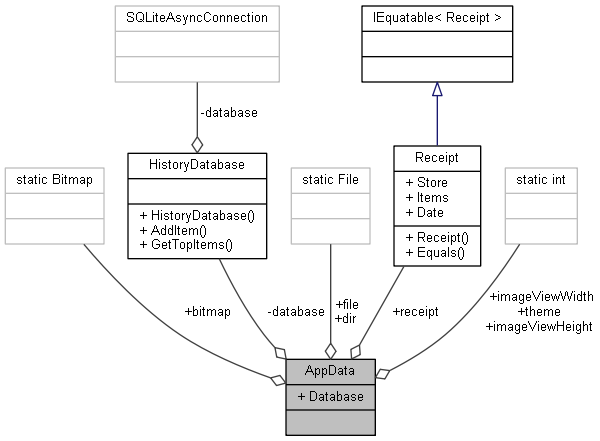 SQLiteAsyncConnection
IEquatable< Receipt >
-database
static Bitmap
HistoryDatabase
+ HistoryDatabase()
+ AddItem()
+ GetTopItems()
static File
Receipt
+ Store
+ Items
+ Date
+ Receipt()
+ Equals()
static int
+bitmap
-database
+file
+dir
+receipt
+imageViewWidth
+theme
+imageViewHeight
AppData
+ Database